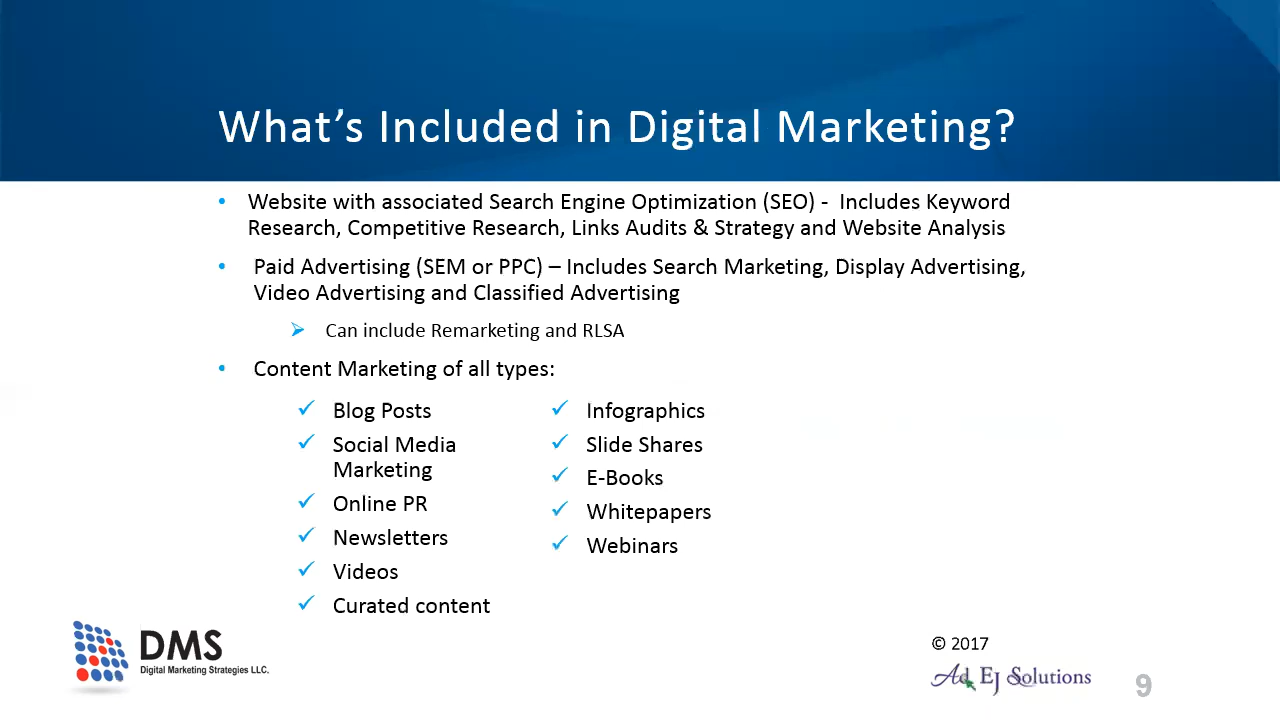 What's Included in Digital Marketing?
• Website with associated Search Engine Optimization (SEO) - Includes Keyword
Research, Competitive Research, Links Audits & Strategy and Website Analysis
• Paid Advertising (SEM or PPC) – Includes Search Marketing, Display Advertising,
Video Advertising and Classified Advertising
➢ Can include Remarketing and RLSA
• Content Marketing of all types:
✓ Blog Posts
✓ Social Media
Marketing
✓ Online PR
✓ Newsletters
✓ Videos
✓ Curated content
✓ Infographics
✓ Slide Shares
✓ E-Books
✓ Whitepapers
✓ Webinars
DMS
Digital Marketing Strategies LLC.
© 2017
Ad EJ Solutions
9